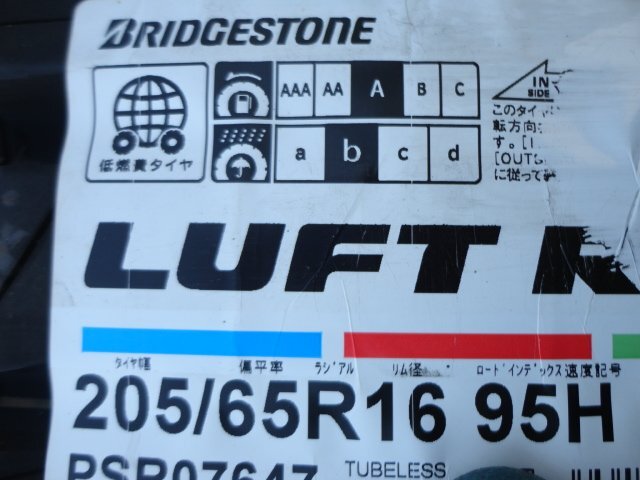 BRIDGESTONE
AAA AA A B C
a b c d
低燃費タイヤ
IN
SIDE
このタイ
転方向
す。[I
[OUTS
に従って
LUFT
タイヤ幅 偏平率 ラジアル リム径 ロードインデックス 速度記号
205/65R16 95H
PSR07647 TUBELESS